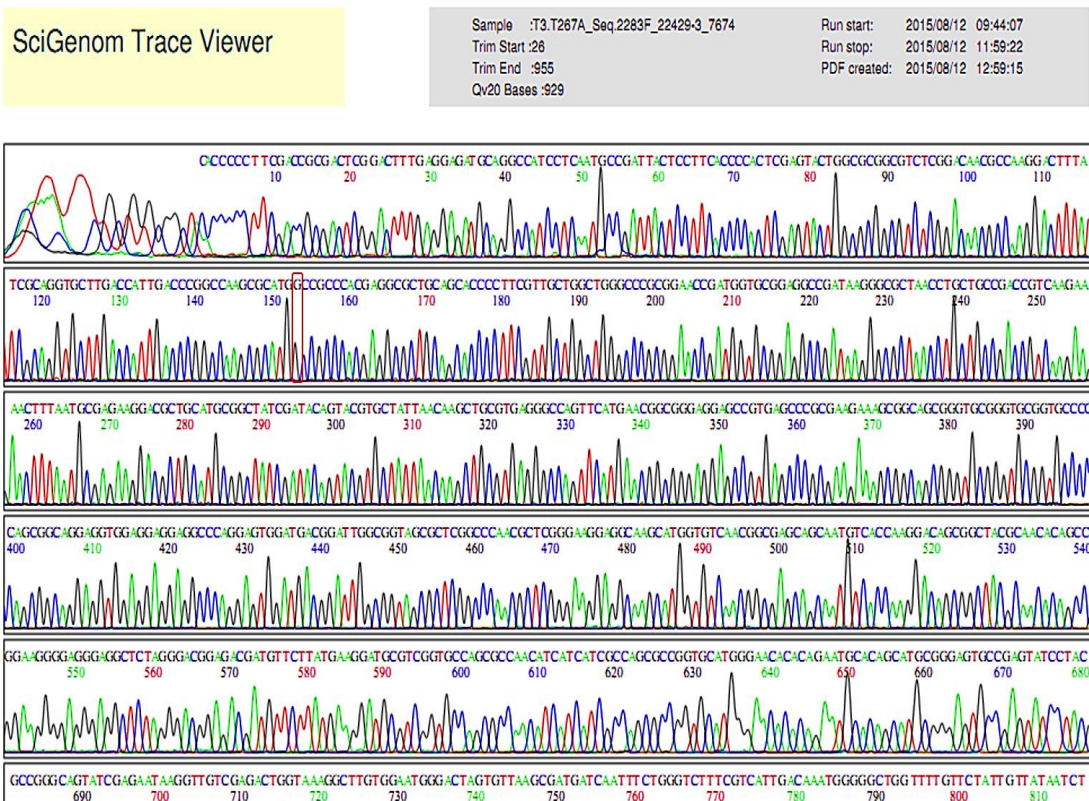 SciGenom Trace Viewer
Sample :T3.T267A_Seq.2283F_22429-3_7674
Trim Start :26
Trim End :955
Qv20 Bases :929
Run start: 2015/08/12 09:44:07
Run stop: 2015/08/12 11:59:22
PDF created: 2015/08/12 12:59:15
CACCCCCTTCGACCGCGACTCGGACTTTGAGGAGATGCAGGCCATCCTCAATGCCGATTACTCCTTCACCCCACTCGAGTACTGGCGCGGCGTCTCGGACAACGCCAAGGACTTTA
10 20 30 40 50 60 70 80 90 100 110
TCGCAGGTGCTTGACCATTGACCCGGCCAAGCGCATGGCCGCCCACGAGGCGCTGCAGCACCCCTTCGTTGCTGGCTGGGCCCGCGGAACCGATGGTGCGGAGGCCGATAAGGGCGCTAACCTGCTGCCGACCGTCAAGAA
120 130 140 150 160 170 180 190 200 210 220 230 240 250
AACTTTAATGCGAGAAGGACGCTGCATGCGGCTATCGATACAGTACGTGCTATTAACAAGCTGCGTGAGGGCCAGTTCATGAACGGCGGGAGGAGCCGTGAGCCCGCGAAGAAAGCGGCAGCGGGTGCGGGTGCGGTGCCCC
260 270 280 290 300 310 320 330 340 350 360 370 380 390
CAGCGGCAGGAGGTGGAGGAGGAGGCCCAGGAGTGGATGACGGATTGGCGGTAGCGCTCGGCCCAACGCTCGGGAAGGAGGCAAGCATGGTGTCAACGGCGAGCAGCAATGTCACCAAGGACAGCGGCTACGCAACACAGCC
400 410 420 430 440 450 460 470 480 490 500 510 520 530 540
GGAAGGGGAGGGAGGCTCTAGGGACGGAGACGATGTTCTTATGAAGGATGCGTCGGTGCCAGCGCCAACATCATCATCGCCAGCGCCGGTGCATGGGAACACACAGAATGCACAGCATGCGGGAGTGCCGAGTATCCTAC
550 560 570 580 590 600 610 620 630 640 650 660 670 680
GCCGGGCAGTATCGAGAATAAGGTTGTCGAGACTGGTAAAGGCTTGTGGAATGGGACTAGTGTTAAGCGATGATCAATTTCTGGGTCTTTCGTCATTGACAAATGGGGGCTGGTTTTGTTCTATTGTTATAATCT
690 700 710 720 730 740 750 760 770 780 790 800 810